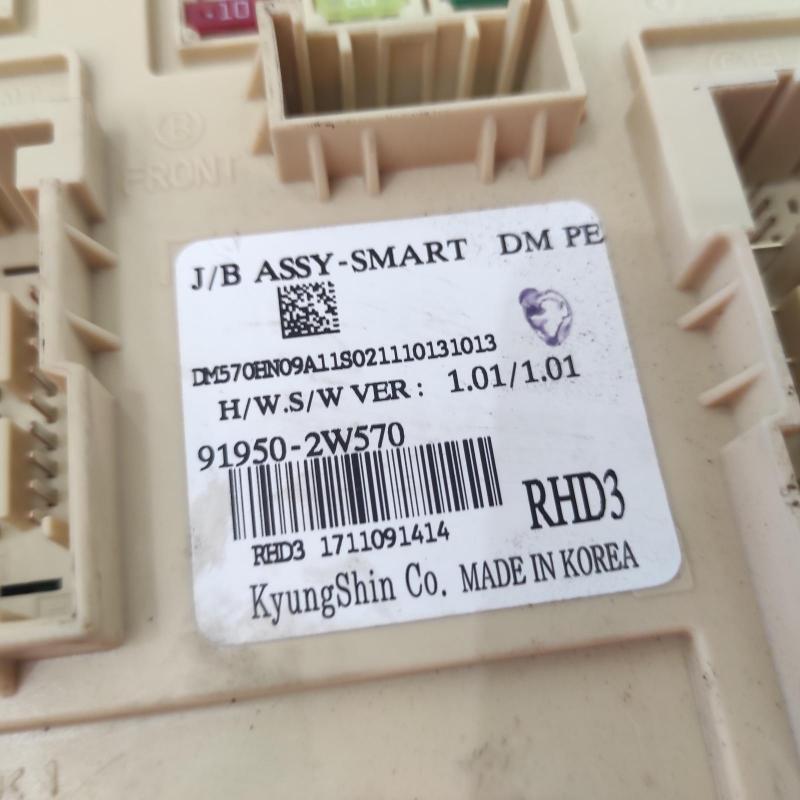 10
R
FRONT
J/B ASSY-SMART DM PE
DM570HN09A11S021110131013
H/W.S/W VER : 1.01/1.01
91950-2W570
RHD3
RHD3 1711091414
KyungShin Co. MADE IN KOREA